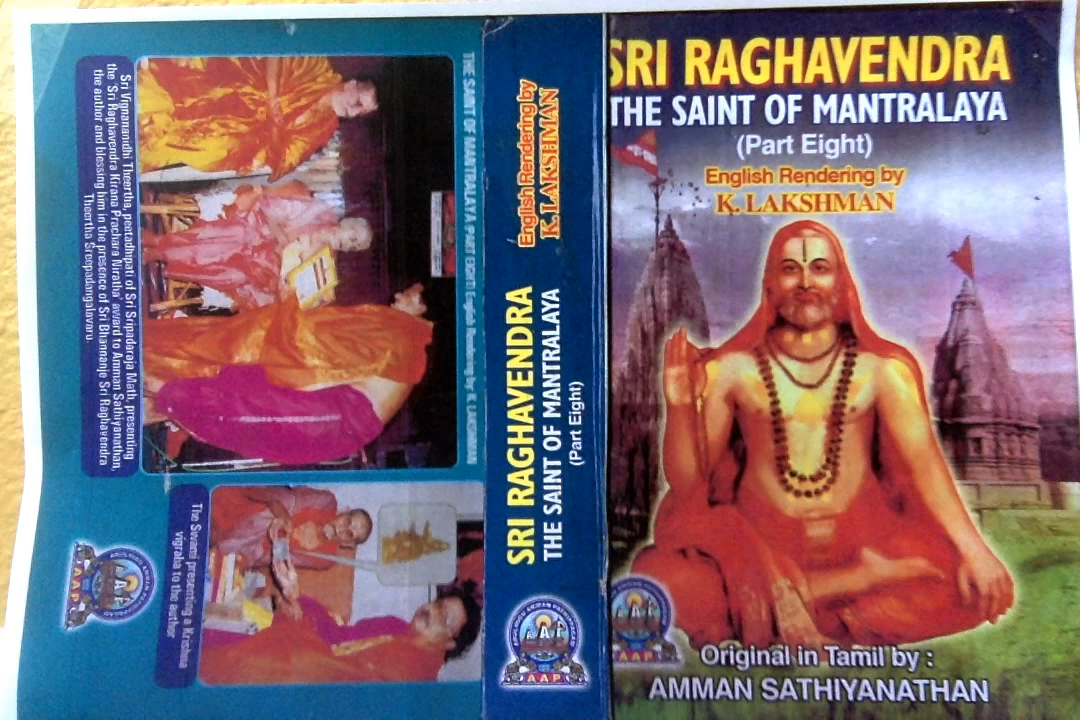 SRI RAGHAVENDRA
THE SAINT OF MANTRALAYA
(Part Eight)
English Rendering by
K. LAKSHMAN
Original in Tamil by :
AMMAN SATHIYANATHAN
AAP
English Rendering by
K. LAKSHMAN
SRI RAGHAVENDRA
THE SAINT OF MANTRALAYA
(Part Eight)
AAP
THE SAINT OF MANTRALAYA (PART EIGHT) English Rendering by K. LAKSHMAN
Sri Vignananidhi Theertha, peetadhipati of Sri Sripadaraja Math, presenting
the 'Sri Raghavendra Kirana Prachara Niratha' award to Amman Sathiyanathan,
the author and blessing him in the presence of Sri Bhannanje Sri Raghavendra
Theertha Sreepadangaluvaru.
The Swami presenting a Krishna
vigraha to the author
AAP